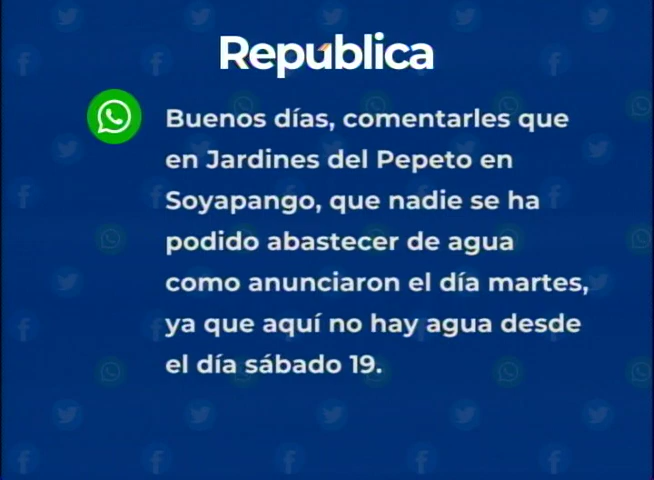 República
Buenos días, comentarles que
en Jardines del Pepeto en
Soyapango, que nadie se ha
podido abastecer de agua
como anunciaron el día martes,
ya que aquí no hay agua desde
el día sábado 19.